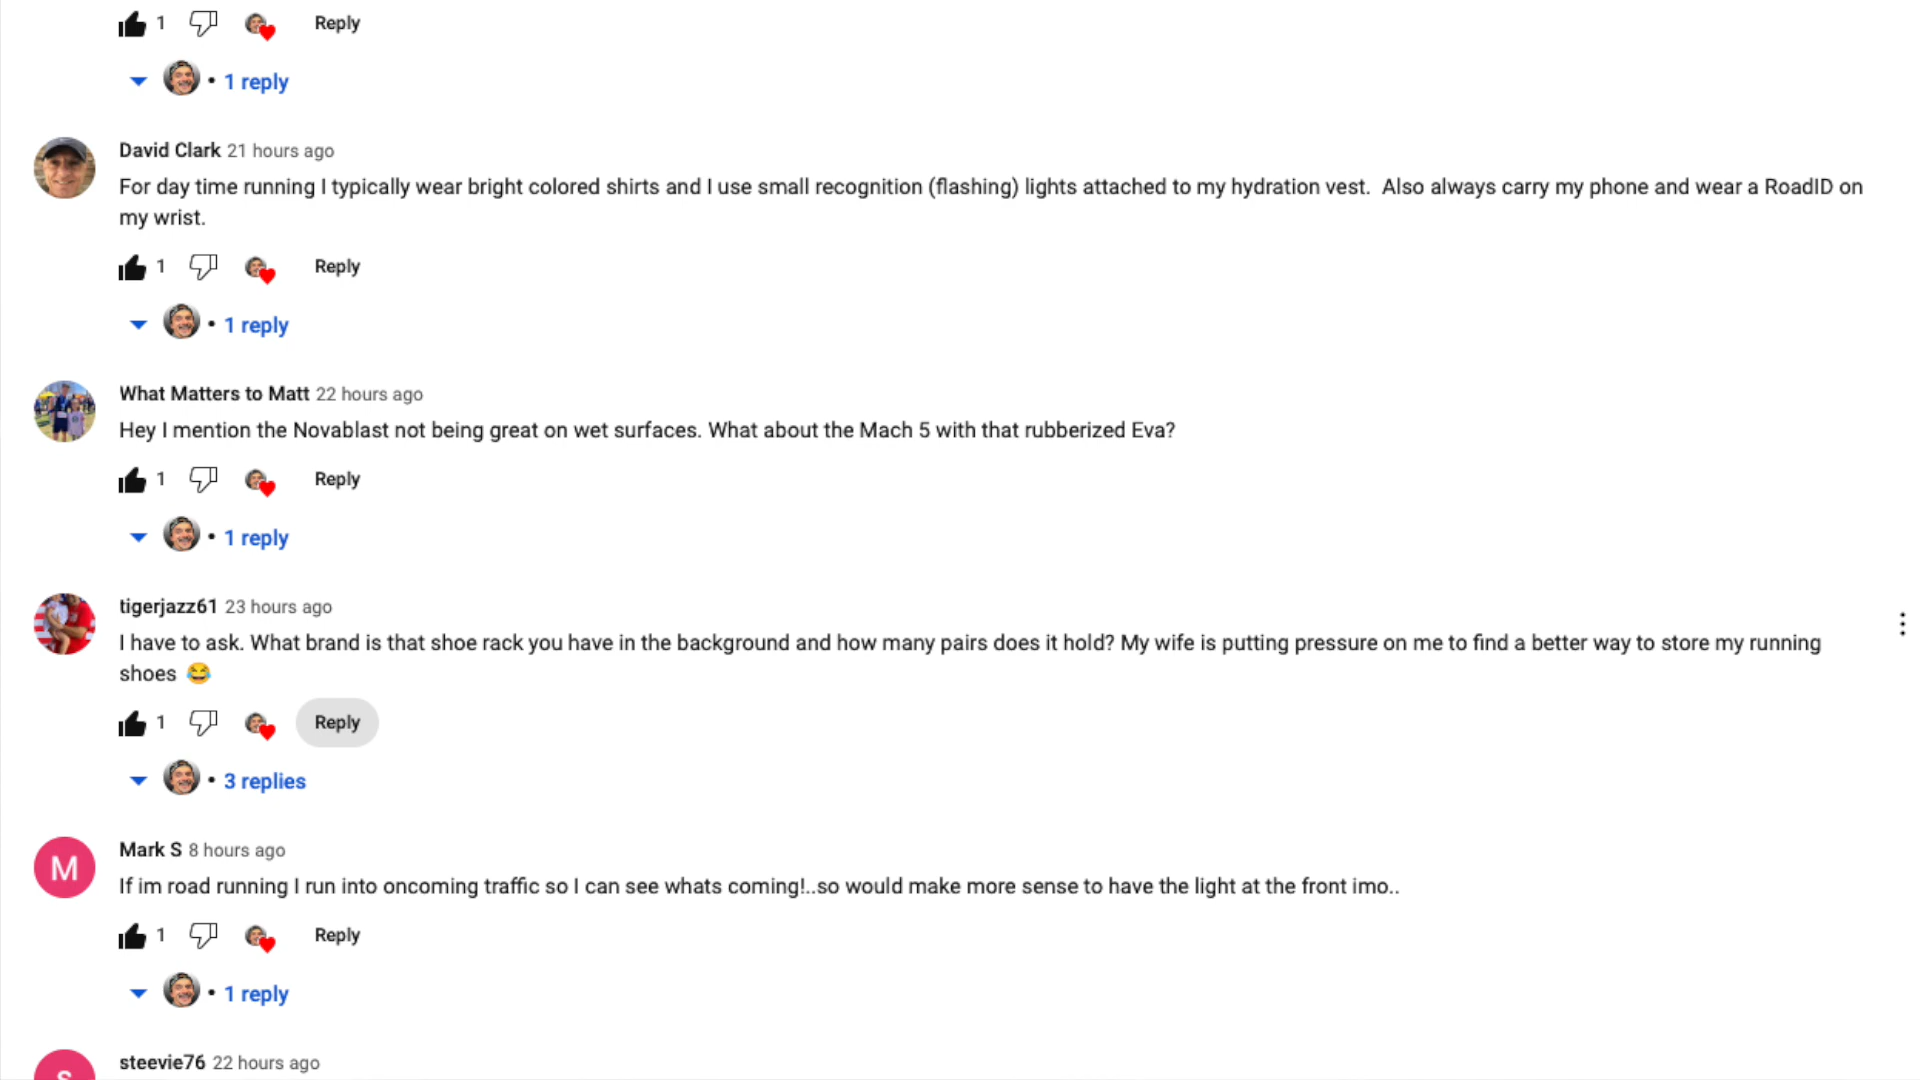 1 Reply
• 1 reply
David Clark 21 hours ago
For day time running I typically wear bright colored shirts and I use small recognition (flashing) lights attached to my hydration vest.  Also always carry my phone and wear a RoadID on
my wrist.
1 Reply
• 1 reply
What Matters to Matt 22 hours ago
Hey I mention the Novablast not being great on wet surfaces. What about the Mach 5 with that rubberized Eva?
1 Reply
• 1 reply
tigerjazz61 23 hours ago
I have to ask. What brand is that shoe rack you have in the background and how many pairs does it hold? My wife is putting pressure on me to find a better way to store my running
shoes 😂
1 Reply
• 3 replies
M
Mark S 8 hours ago
If im road running I run into oncoming traffic so I can see whats coming!..so would make more sense to have the light at the front imo..
1 Reply
• 1 reply
s
steevie76 22 hours ago